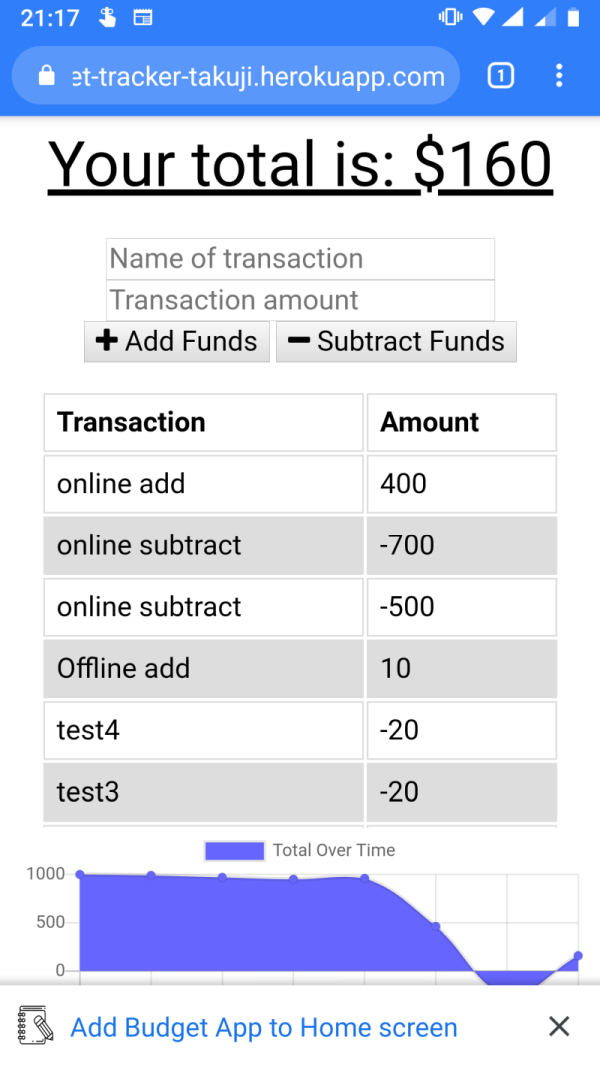 21:17
et-tracker-takuji.herokuapp.com 1
Your total is: $160
Name of transaction
Transaction amount
Add Funds Subtract Funds
Transaction Amount
online add 400
online subtract -700
online subtract -500
Offline add 10
test4 -20
test3 -20
Total Over Time
1000
500
0
Add Budget App to Home screen